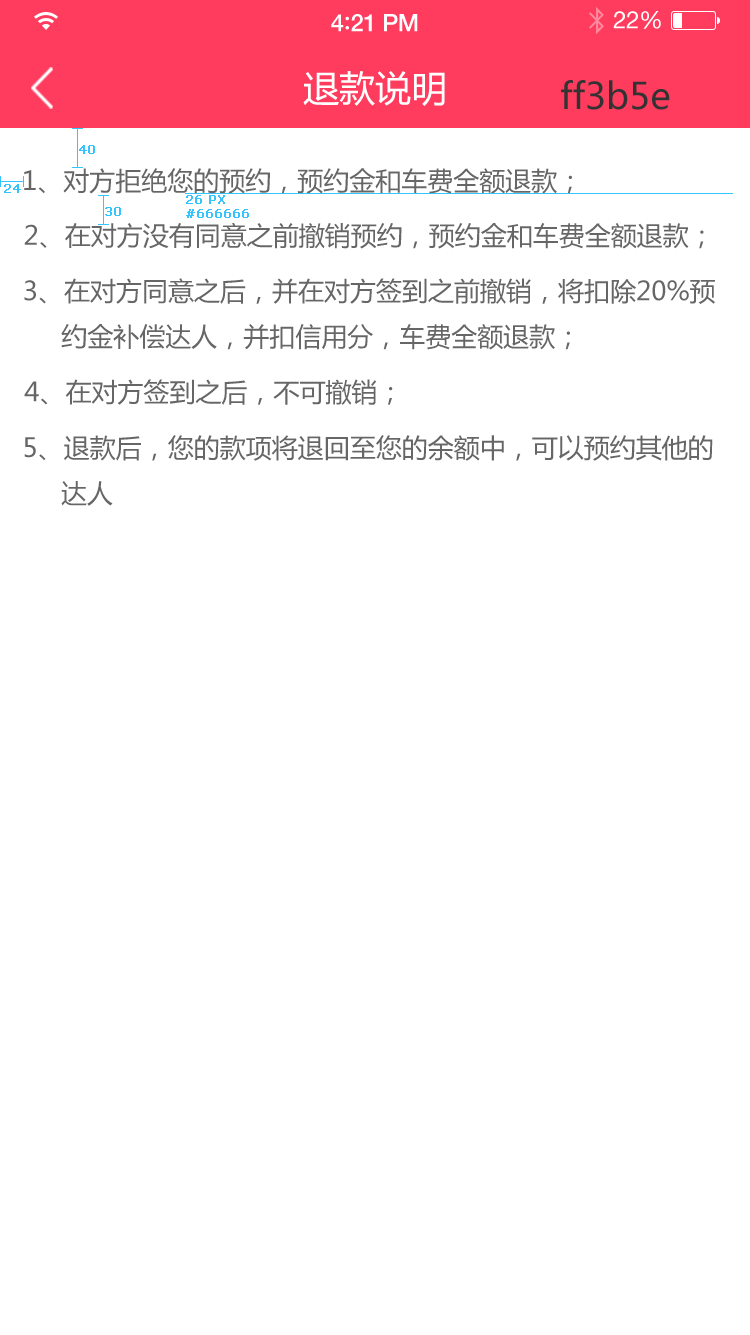 4:21 PM
22%
退款说明
ff3b5e
40
24
1、对方拒绝您的预约，预约金和车费全额退款；
26 PX
30
#666666
2、在对方没有同意之前撤销预约，预约金和车费全额退款；
3、在对方同意之后，并在对方签到之前撤销，将扣除20%预
约金补偿达人，并扣信用分，车费全额退款；
4、在对方签到之后，不可撤销；
5、退款后，您的款项将退回至您的余额中，可以预约其他的
达人